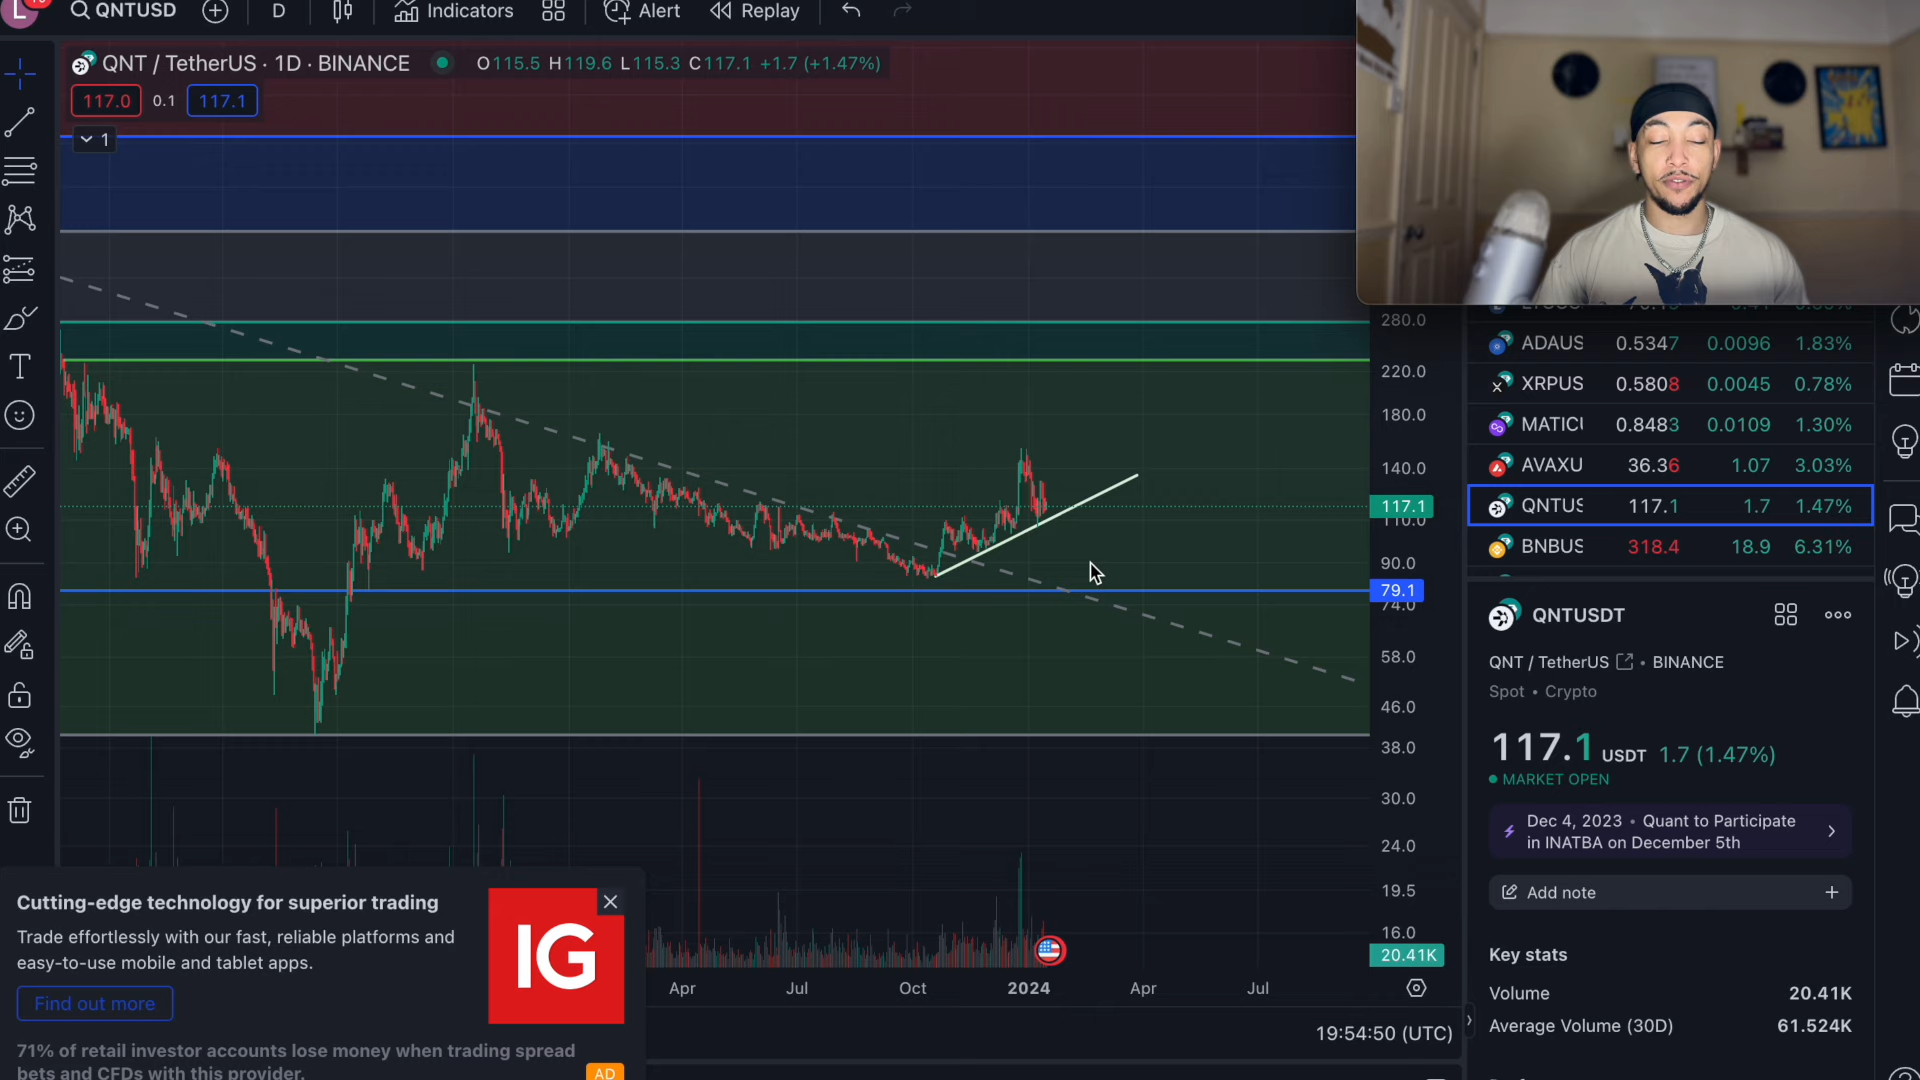 L
QNTUSD
D
Indicators
Alert
Replay
QNT / TetherUS · 1D · BINANCE
O115.5 H119.6 L115.3 C117.1 +1.7 (+1.47%)
117.0 0.1 117.1
1
280.0
220.0
180.0
140.0
117.1
110.0
90.0
79.1
74.0
58.0
46.0
38.0
30.0
24.0
19.5
16.0
20.41K
Apr Jul Oct 2024 Apr Jul
19:54:50 (UTC)
ADAUS 0.5347 0.0096 1.83%
XRPUS 0.5808 0.0045 0.78%
MATICU 0.8483 0.0109 1.30%
AVAXU 36.36 1.07 3.03%
QNTUS 117.1 1.7 1.47%
BNBUS 318.4 18.9 6.31%
QNTUSDT
QNT / TetherUS • BINANCE
Spot • Crypto
117.1 USDT 1.7 (1.47%)
MARKET OPEN
Dec 4, 2023 • Quant to Participate
in INATBA on December 5th
Add note
Key stats
Volume 20.41K
Average Volume (30D) 61.524K
Cutting-edge technology for superior trading
Trade effortlessly with our fast, reliable platforms and
easy-to-use mobile and tablet apps.
Find out more
IG
71% of retail investor accounts lose money when trading spread
bets and CFDs with this provider.
AD